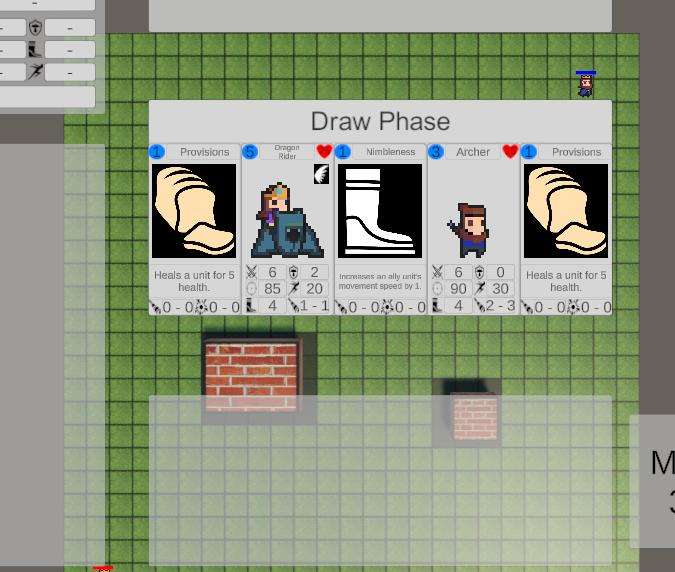 -
-
-
-
Draw Phase
1 Provisions
Heals a unit for 5
health.
0 - 0 0 - 0
5 Dragon
Rider
6 2
85 20
4 1 - 1
1 Nimbleness
Increases an ally unit's
movement speed by 1.
0 - 0 0 - 0
3 Archer
6 0
90 30
4 2 - 3
1 Provisions
Heals a unit for 5
health.
0 - 0 0 - 0
M